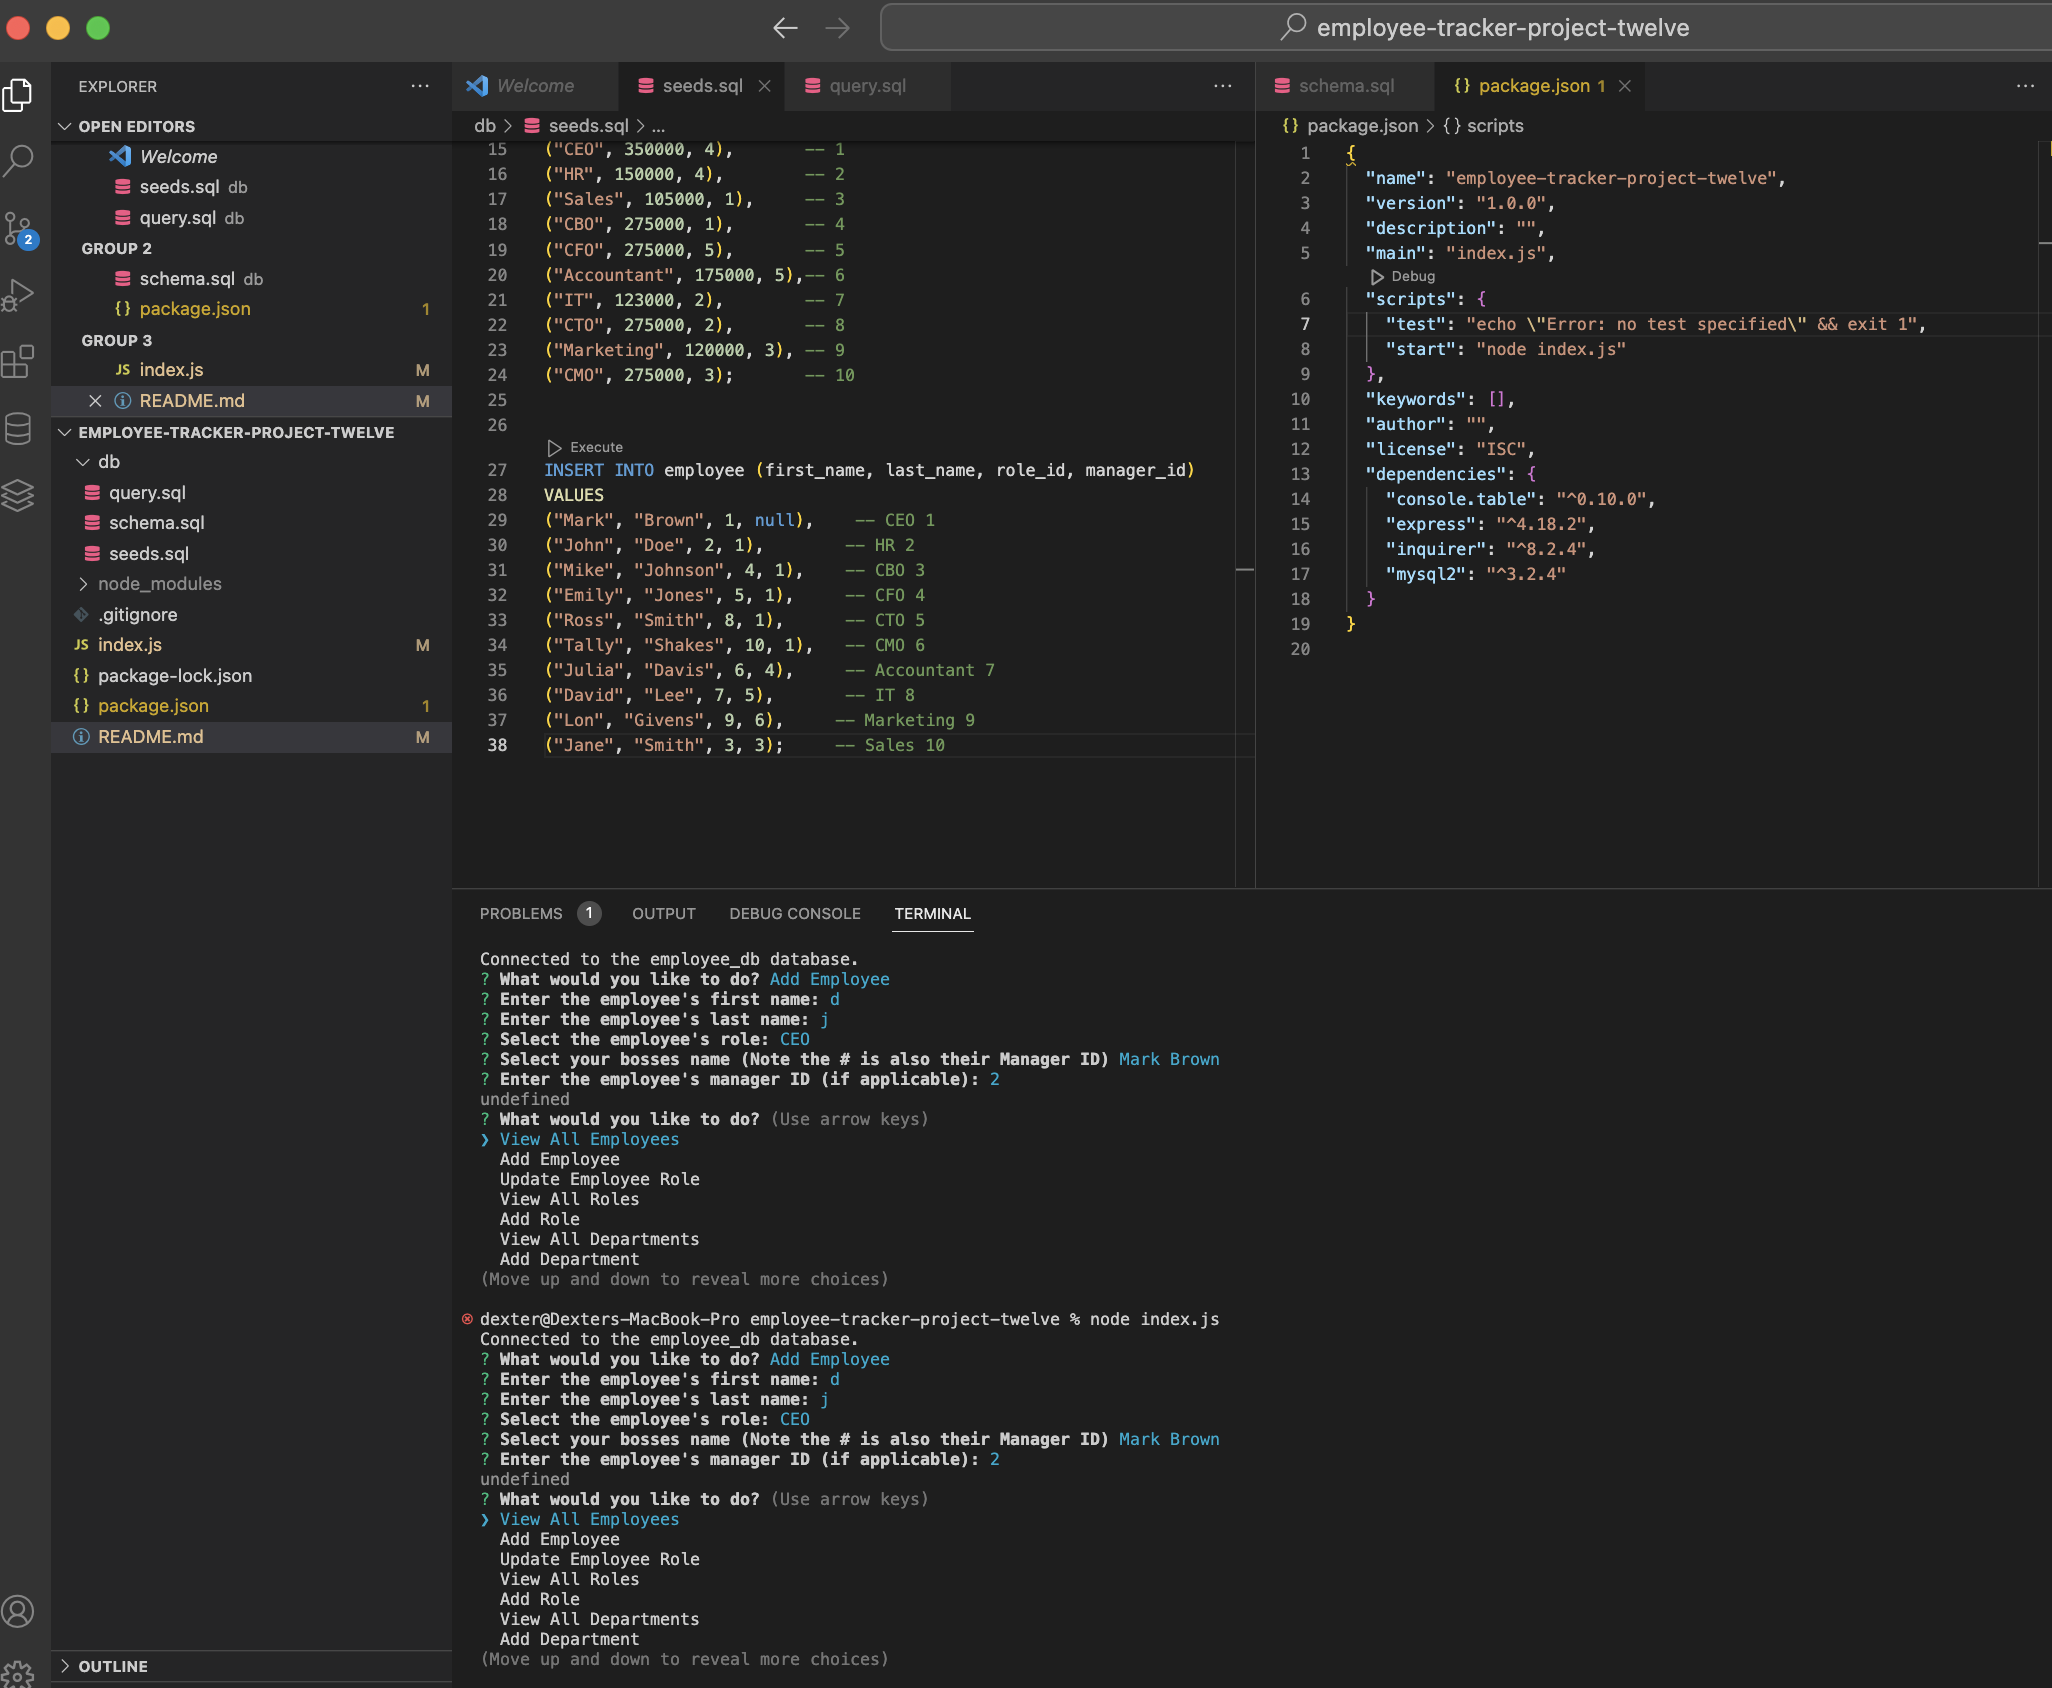 employee-tracker-project-twelve
EXPLORER
OPEN EDITORS
Welcome
seeds.sql db
query.sql db
GROUP 2
schema.sql db
package.json 1
GROUP 3
index.js M
README.md M
EMPLOYEE-TRACKER-PROJECT-TWELVE
db
query.sql
schema.sql
seeds.sql
node_modules
.gitignore
index.js M
package-lock.json
package.json 1
README.md M
OUTLINE
2
Welcome seeds.sql query.sql
db > seeds.sql > ...
15 ("CEO", 350000, 4), -- 1
16 ("HR", 150000, 4), -- 2
17 ("Sales", 105000, 1), -- 3
18 ("CBO", 275000, 1), -- 4
19 ("CFO", 275000, 5), -- 5
20 ("Accountant", 175000, 5),-- 6
21 ("IT", 123000, 2), -- 7
22 ("CTO", 275000, 2), -- 8
23 ("Marketing", 120000, 3), -- 9
24 ("CMO", 275000, 3); -- 10
25
26
Execute
27 INSERT INTO employee (first_name, last_name, role_id, manager_id)
28 VALUES
29 ("Mark", "Brown", 1, null), -- CEO 1
30 ("John", "Doe", 2, 1), -- HR 2
31 ("Mike", "Johnson", 4, 1), -- CBO 3
32 ("Emily", "Jones", 5, 1), -- CFO 4
33 ("Ross", "Smith", 8, 1), -- CTO 5
34 ("Tally", "Shakes", 10, 1), -- CMO 6
35 ("Julia", "Davis", 6, 4), -- Accountant 7
36 ("David", "Lee", 7, 5), -- IT 8
37 ("Lon", "Givens", 9, 6), -- Marketing 9
38 ("Jane", "Smith", 3, 3); -- Sales 10
schema.sql {} package.json 1
{} package.json > {} scripts
1 {
2 "name": "employee-tracker-project-twelve",
3 "version": "1.0.0",
4 "description": "",
5 "main": "index.js",
Debug
6 "scripts": {
7 "test": "echo \"Error: no test specified\" && exit 1",
8 "start": "node index.js"
9 },
10 "keywords": [],
11 "author": "",
12 "license": "ISC",
13 "dependencies": {
14 "console.table": "^0.10.0",
15 "express": "^4.18.2",
16 "inquirer": "^8.2.4",
17 "mysql2": "^3.2.4"
18 }
19 }
20
PROBLEMS 1 OUTPUT DEBUG CONSOLE TERMINAL
Connected to the employee_db database.
? What would you like to do? Add Employee
? Enter the employee's first name: d
? Enter the employee's last name: j
? Select the employee's role: CEO
? Select your bosses name (Note the # is also their Manager ID) Mark Brown
? Enter the employee's manager ID (if applicable): 2
undefined
? What would you like to do? (Use arrow keys)
❯ View All Employees
Add Employee
Update Employee Role
View All Roles
Add Role
View All Departments
Add Department
(Move up and down to reveal more choices)
dexter@Dexters-MacBook-Pro employee-tracker-project-twelve % node index.js
Connected to the employee_db database.
? What would you like to do? Add Employee
? Enter the employee's first name: d
? Enter the employee's last name: j
? Select the employee's role: CEO
? Select your bosses name (Note the # is also their Manager ID) Mark Brown
? Enter the employee's manager ID (if applicable): 2
undefined
? What would you like to do? (Use arrow keys)
❯ View All Employees
Add Employee
Update Employee Role
View All Roles
Add Role
View All Departments
Add Department
(Move up and down to reveal more choices)